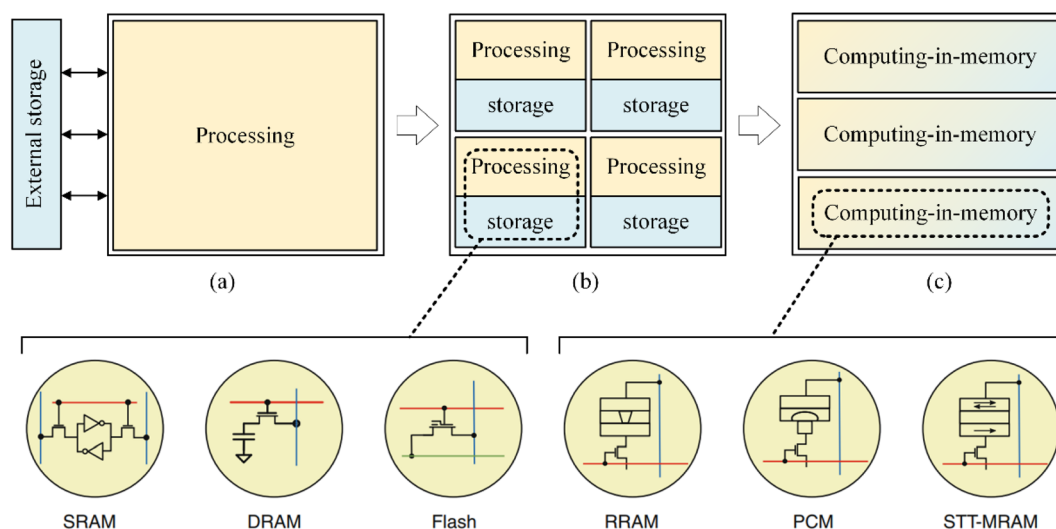 External storage
Processing
(a)
Processing
storage
Processing
storage
Processing
storage
Processing
storage
(b)
Computing-in-memory
Computing-in-memory
Computing-in-memory
(c)
SRAM
DRAM
Flash
RRAM
PCM
STT-MRAM